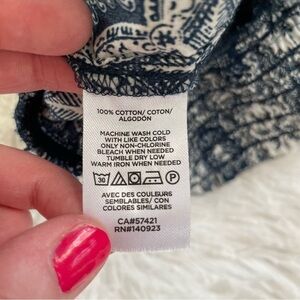 100% COTTON/ COTON/
ALGODÓN
MACHINE WASH COLD
WITH LIKE COLORS
ONLY NON-CHLORINE
BLEACH WHEN NEEDED
TUMBLE DRY LOW
WARM IRON WHEN NEEDED
30 P
AVEC DES COULEURS
SEMBLABLES/ CON
COLORES SIMILARES
CA#57421
RN#140923